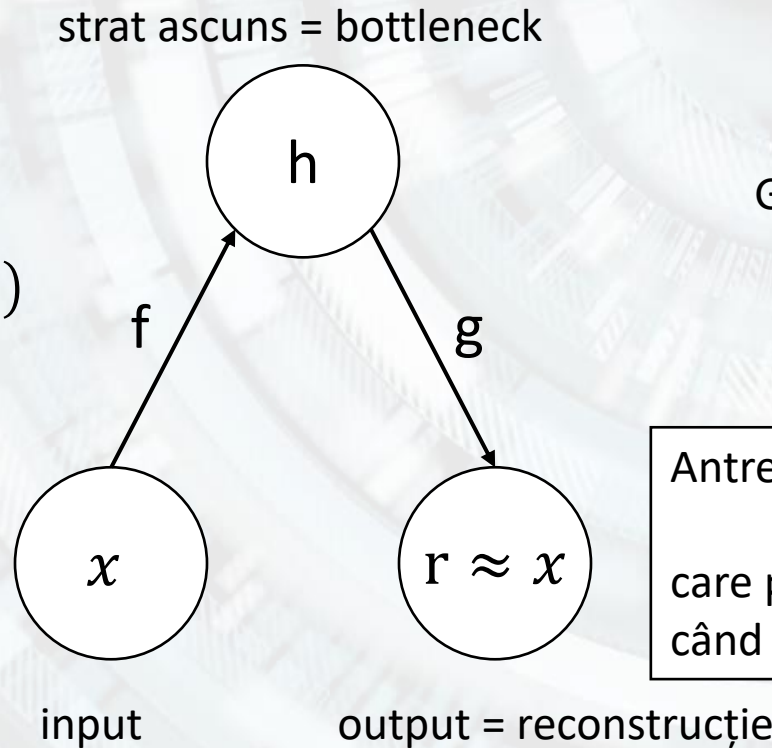 strat ascuns = bottleneck
h
G
)
f
g
Antre
care p
când
x
r ≈ x
input
output = reconstrucție